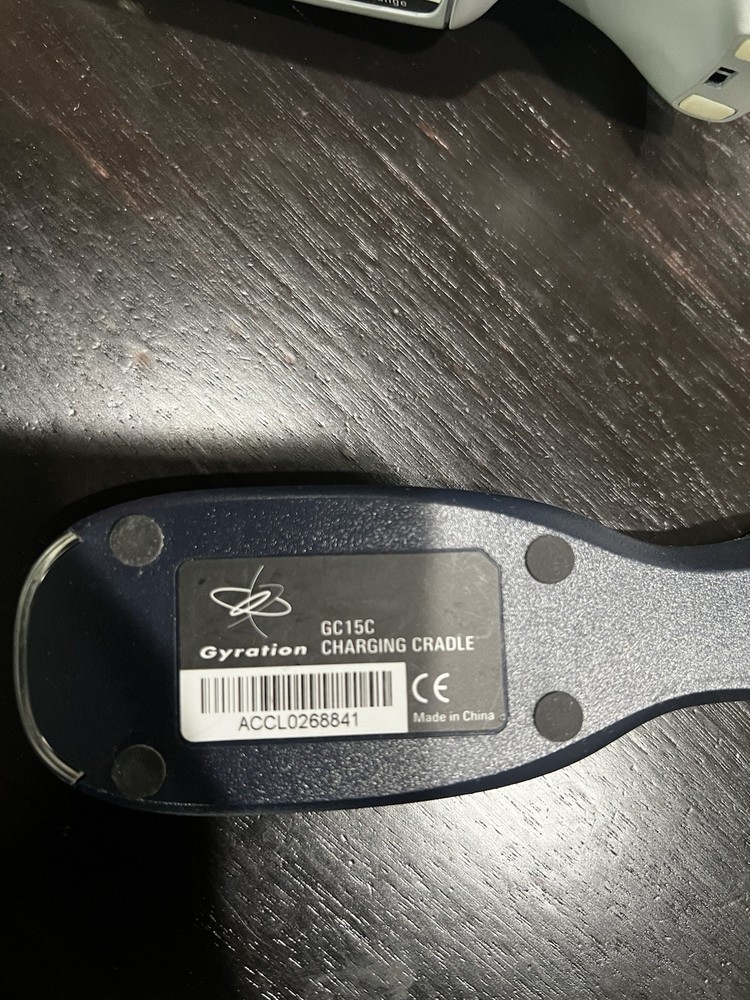 GC15C
Gyration CHARGING CRADLE
ACCL0268841
CE
Made in China